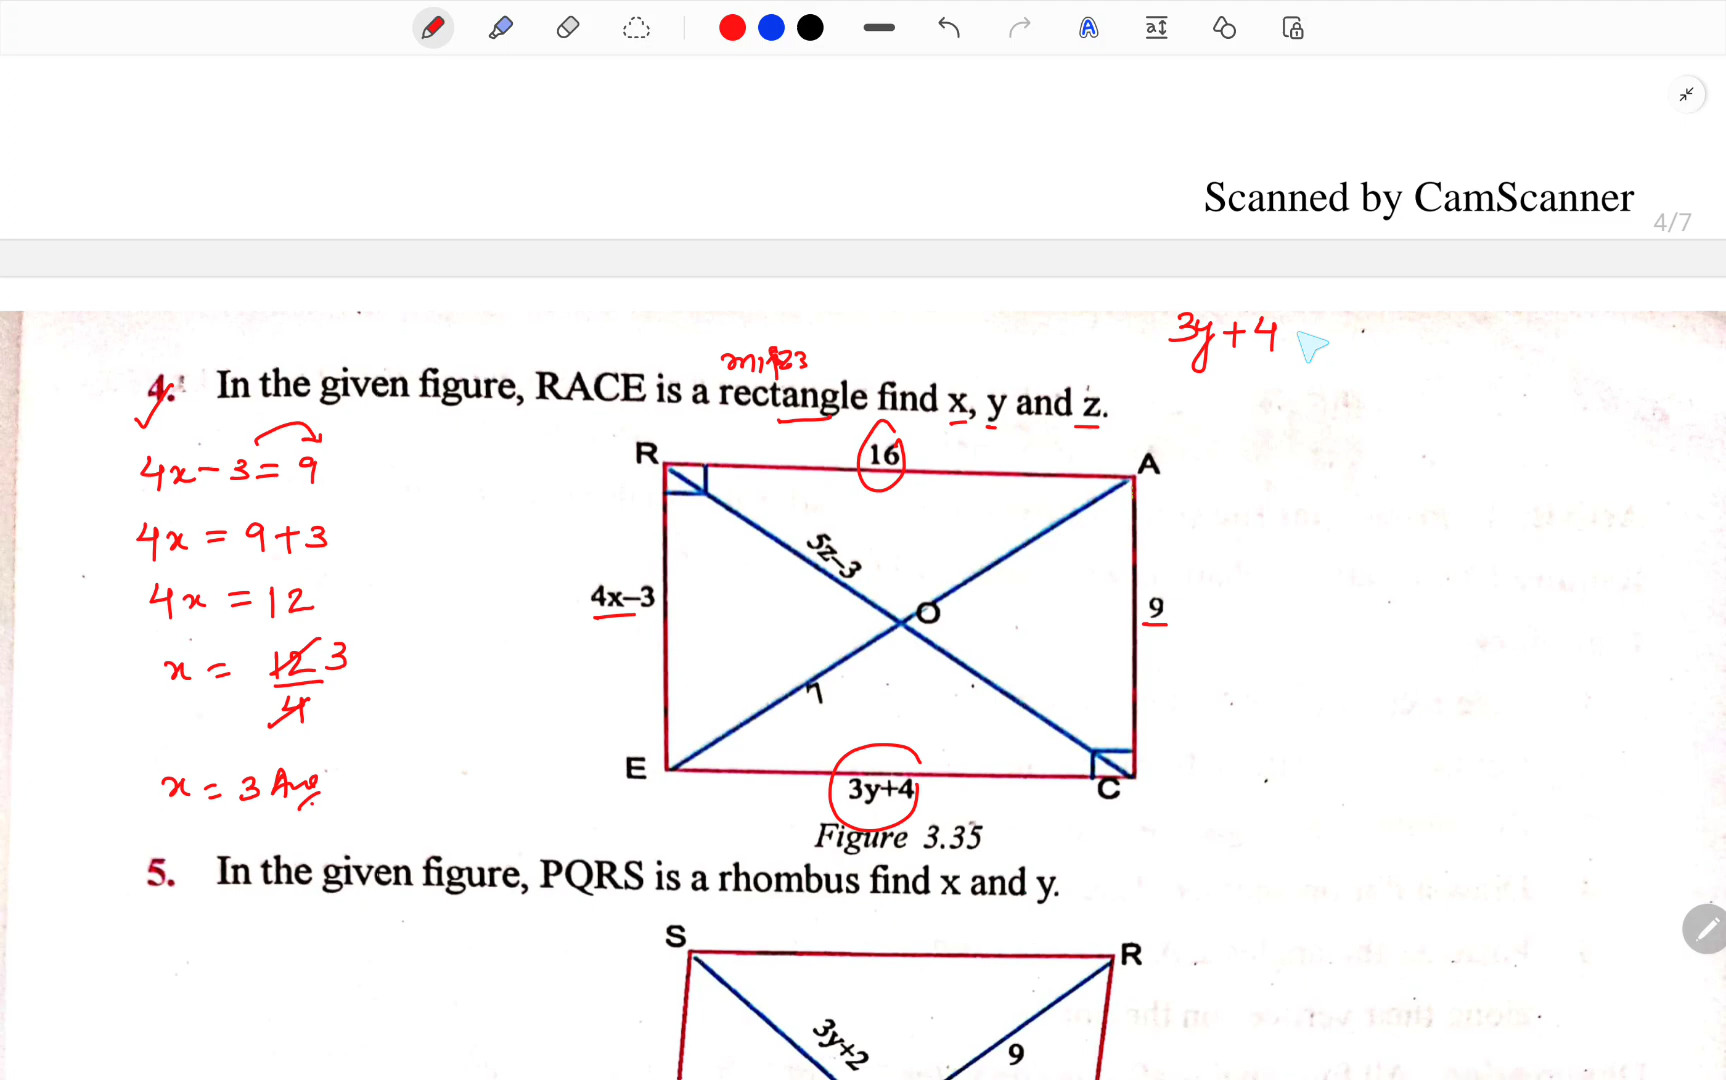 Scanned by CamScanner
4/7
3y+4
4. In the given figure, RACE is a rectangle find x, y and z.
4x-3=9
4x = 9+3
4x = 12
x = 12/4 3
x = 3 Ans
R
16
A
5z-3
4x-3
O
9
7
E
3y+4
C
Figure 3.35
5. In the given figure, PQRS is a rhombus find x and y.
S
R
3y+2
9